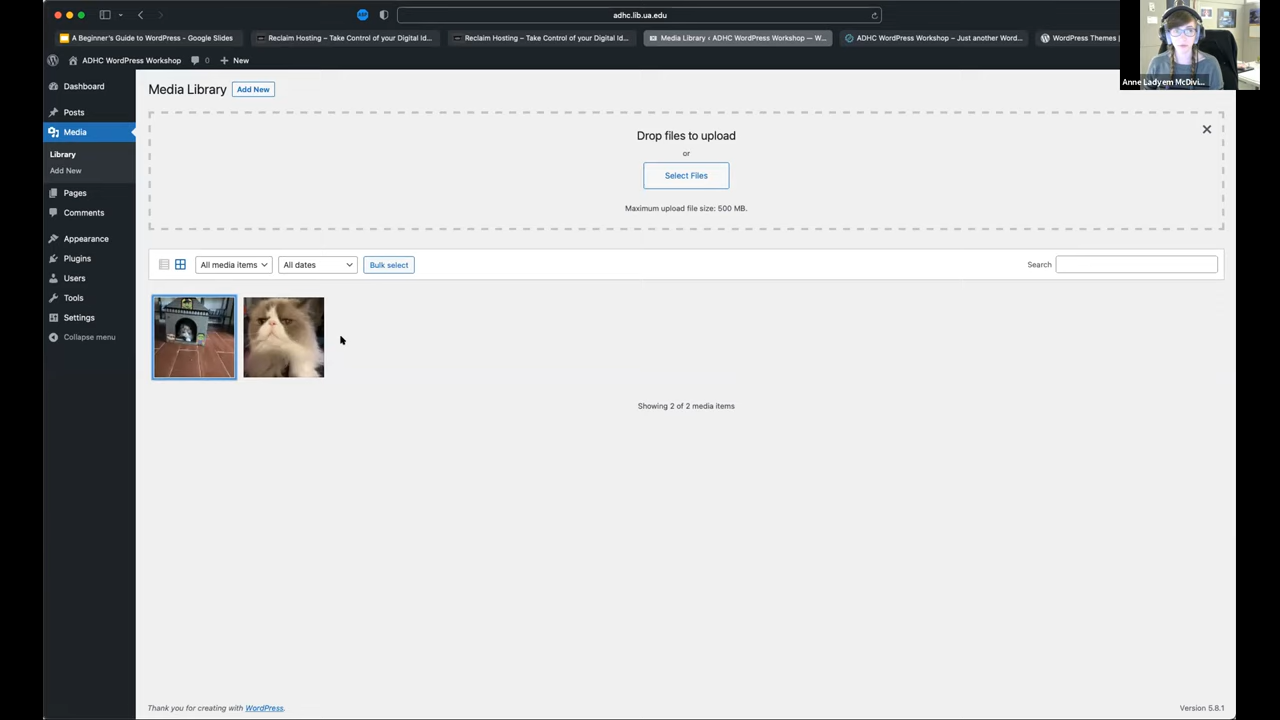 adhc.lib.ua.edu
A Beginner's Guide to WordPress - Google Slides
Reclaim Hosting – Take Control of your Digital Id...
Reclaim Hosting – Take Control of your Digital Id...
Media Library ‹ ADHC WordPress Workshop — W...
ADHC WordPress Workshop – Just another Word...
WordPress Themes |
Anne Ladyem McDivi...
ADHC WordPress Workshop
0
New
Dashboard
Posts
Media
Library
Add New
Pages
Comments
Appearance
Plugins
Users
Tools
Settings
Collapse menu
Media Library
Add New
Drop files to upload
or
Select Files
Maximum upload file size: 500 MB.
All media items
All dates
Bulk select
Search
Showing 2 of 2 media items
Thank you for creating with WordPress.
Version 5.8.1